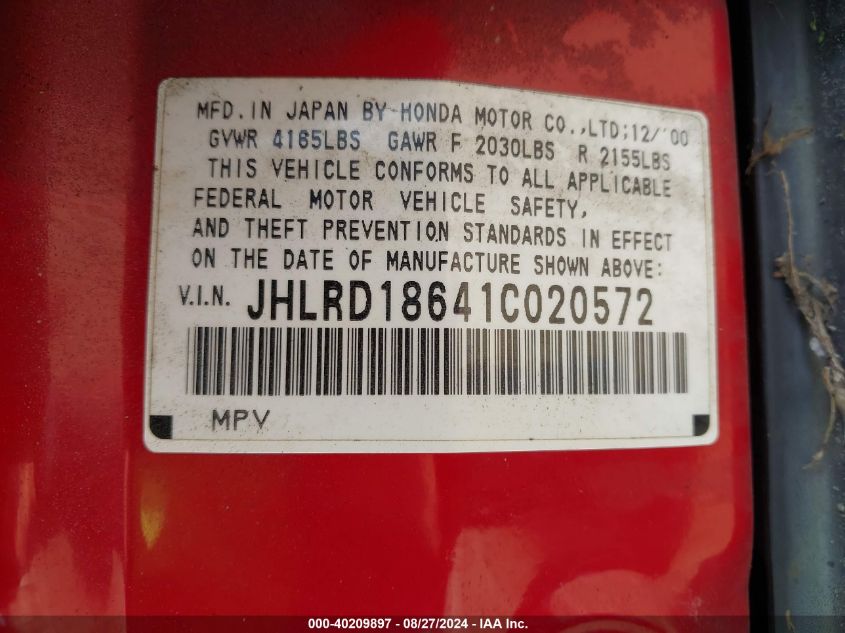 MFD. IN JAPAN BY HONDA MOTOR CO.,LTD; 12/'00
GVWR 4165LBS GAWR F 2030LBS R 2155LBS
THIS VEHICLE CONFORMS TO ALL APPLICABLE
FEDERAL MOTOR VEHICLE SAFETY,
AND THEFT PREVENTION STANDARDS IN EFFECT
ON THE DATE OF MANUFACTURE SHOWN ABOVE:
V.I.N. JHLRD18641C020572
MPV
000-40209897 - 08/27/2024 - IAA Inc.